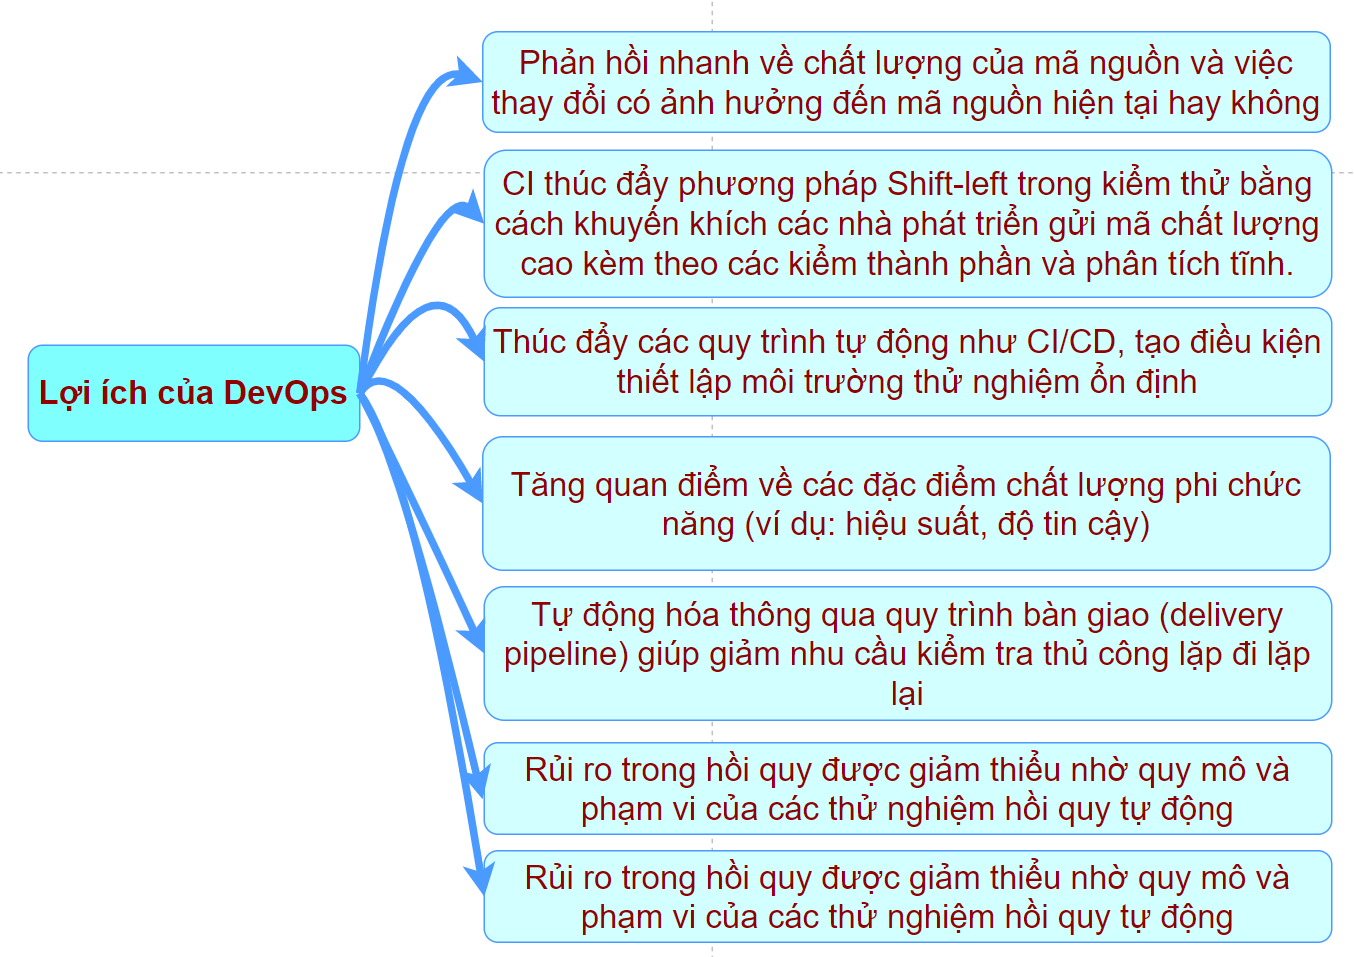 Phản hồi nhanh về chất lượng của mã nguồn và việc
thay đổi có ảnh hưởng đến mã nguồn hiện tại hay không
CI thúc đẩy phương pháp Shift-left trong kiểm thử bằng
cách khuyến khích các nhà phát triển gửi mã chất lượng
cao kèm theo các kiểm thành phần và phân tích tĩnh.
Thúc đẩy các quy trình tự động như CI/CD, tạo điều kiện
thiết lập môi trường thử nghiệm ổn định
Lợi ích của DevOps
Tăng quan điểm về các đặc điểm chất lượng phi chức
năng (ví dụ: hiệu suất, độ tin cậy)
Tự động hóa thông qua quy trình bàn giao (delivery
pipeline) giúp giảm nhu cầu kiểm tra thủ công lặp đi lặp
lại
Rủi ro trong hồi quy được giảm thiểu nhờ quy mô và
phạm vi của các thử nghiệm hồi quy tự động
Rủi ro trong hồi quy được giảm thiểu nhờ quy mô và
phạm vi của các thử nghiệm hồi quy tự động